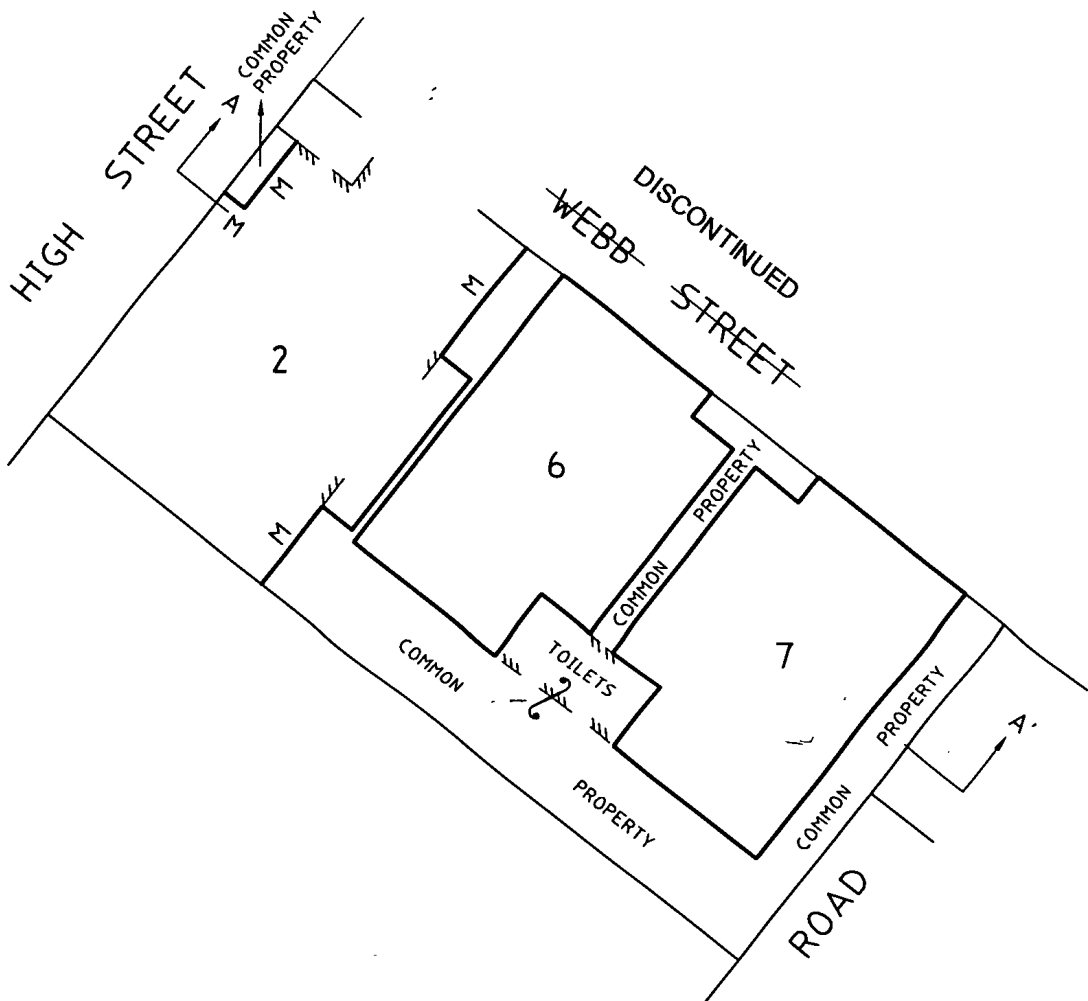 COMMON
PROPERTY
A
HIGH STREET
M
M
DISCONTINUED
WEBB STREET
M
2
6
COMMON PROPERTY
M
TOILETS
7
COMMON PROPERTY
COMMON PROPERTY
A'
ROAD